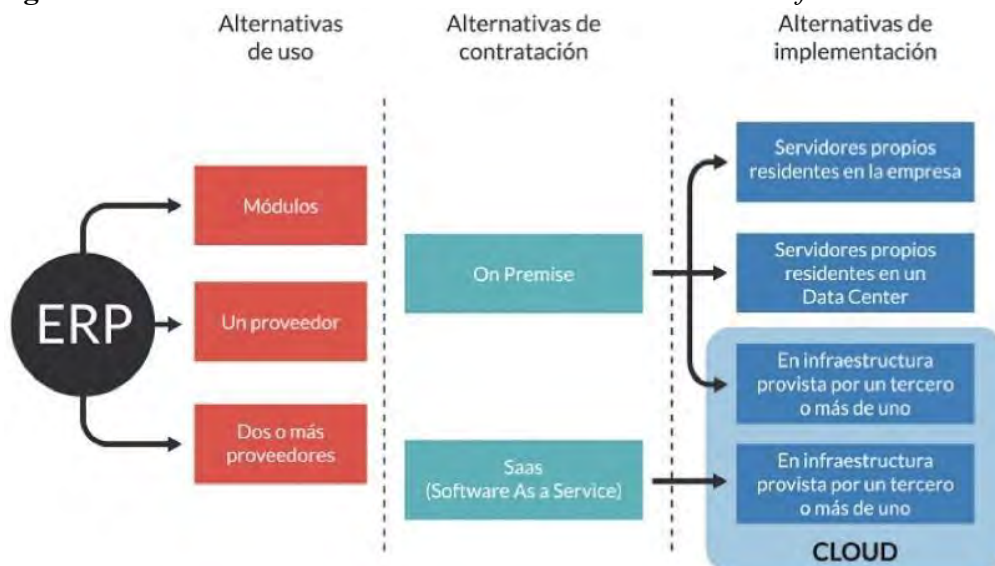 Alternativas
de uso
Alternativas de
contratación
Alternativas de
implementación
ERP
Módulos
Un proveedor
Dos o más
proveedores
On Premise
Saas
(Software As a Service)
Servidores propios
residentes en la empresa
Servidores propios
residentes en un
Data Center
En infraestructura
provista por un tercero
o más de uno
En infraestructura
provista por un tercero
o más de uno
CLOUD